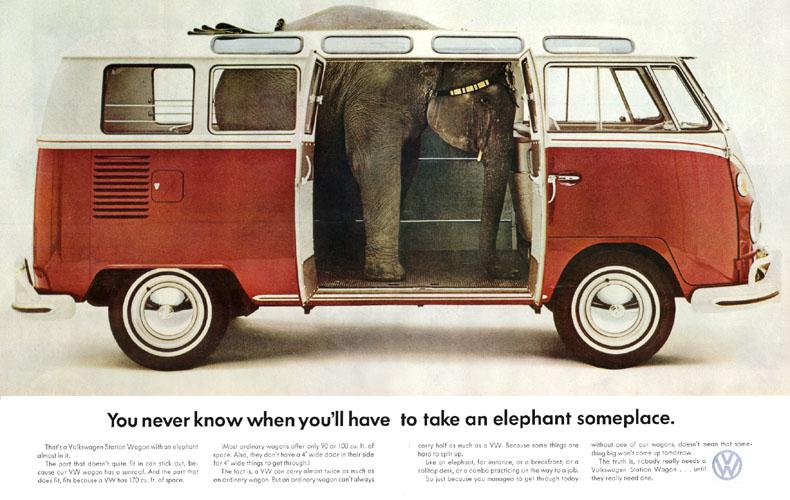 You never know when you'll have to take an elephant someplace.
That's a Volkswagen Station Wagon with an elephant
almost in it.
The part that doesn't quite fit in can stick out, be-
cause our VW wagon has a sunroof. And the part that
does fit, fits because a VW has 170 cu. ft. of space.
(Most ordinary wagons offer only 90 or 100 cu. ft. of
space. Also, they don't have a 4' wide door in their side
for 4' wide things to get through.)
The fact is, a VW can carry almost twice as much as
an ordinary wagon. But an ordinary wagon can't always
carry half as much as a VW. Because some things are
hard to split up.
Like an elephant, for instance, or a breakfront, or a
rolltop desk, or a combo practicing on the way to a job.
So just because you managed to get through today
without one of our wagons, doesn't mean that some-
thing big won't come up tomorrow.
The truth is, nobody really needs a
Volkswagen Station Wagon . . . until
they really need one.
VW